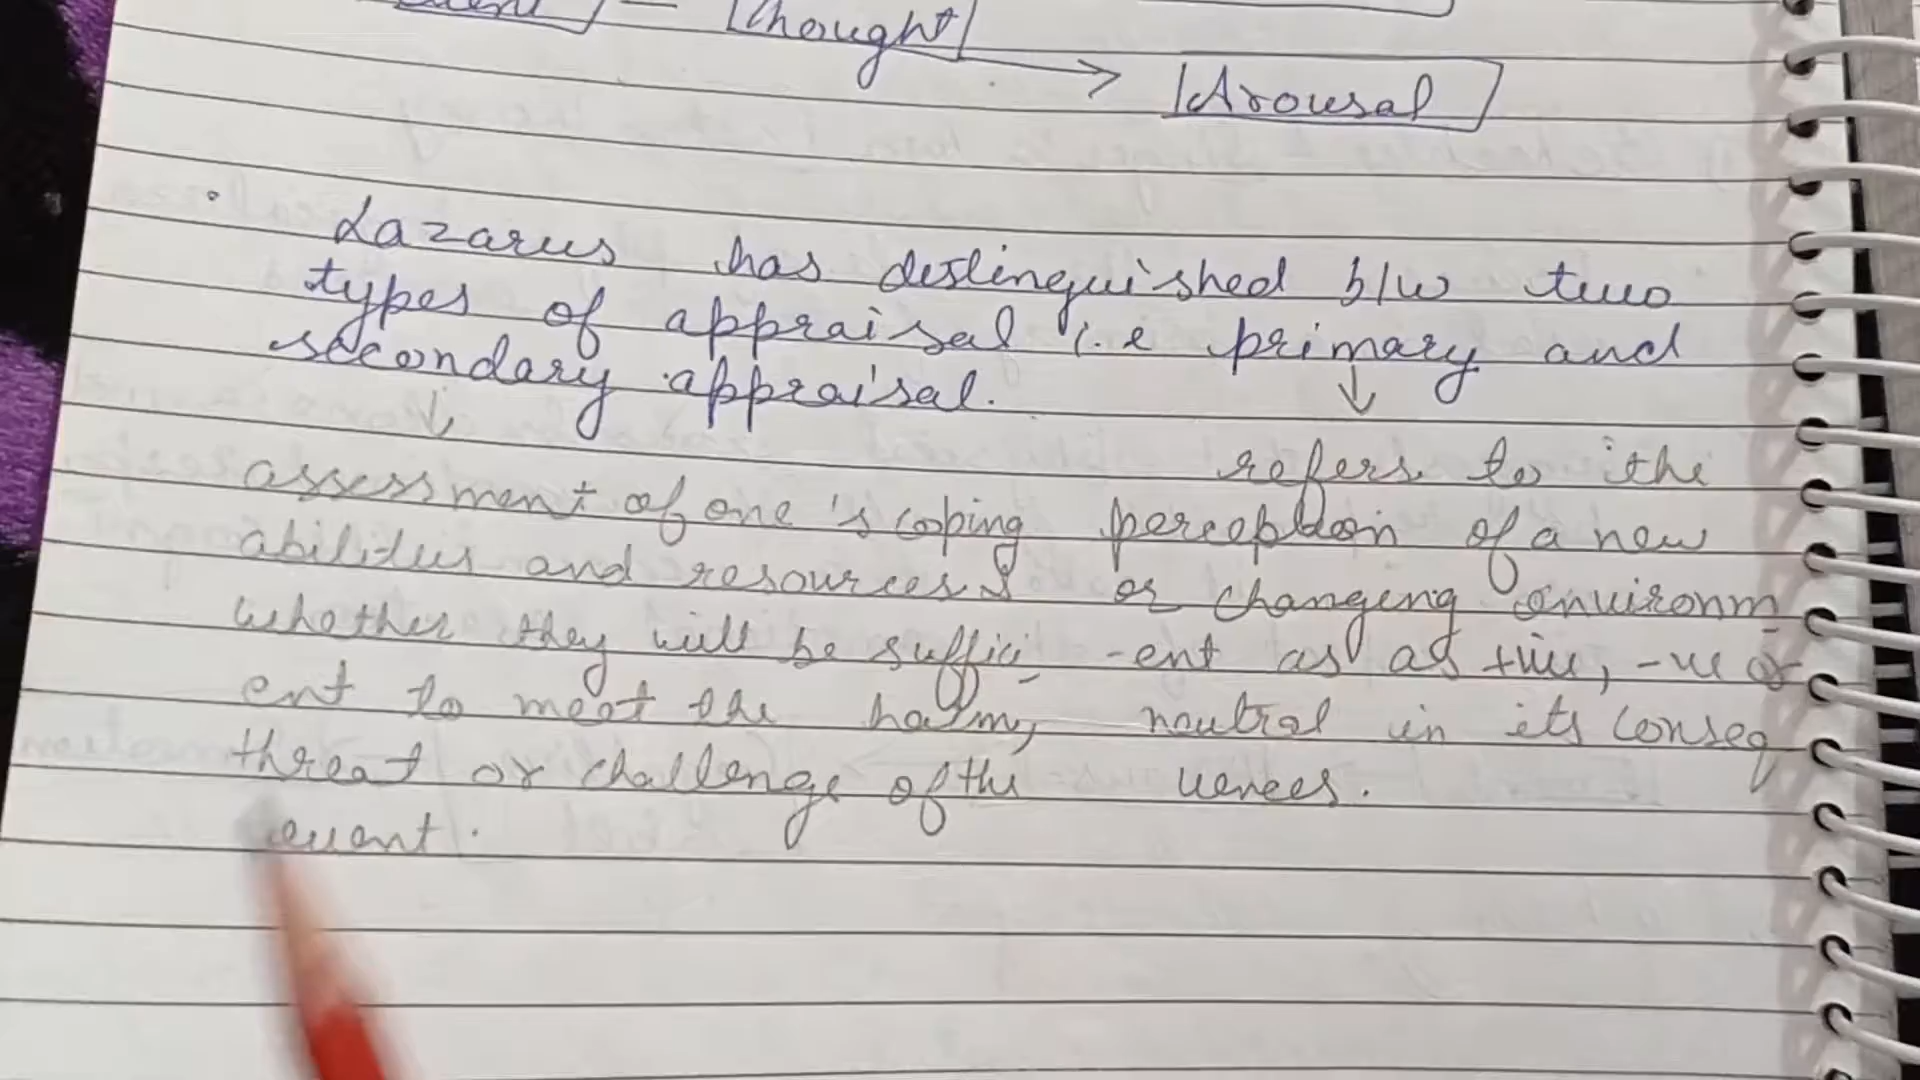 Thought
Arousal
Lazarus has distinguished b/w two
types of appraisal i.e primary and
secondary appraisal.
assessment of one's coping
abilities and resources &
whether they will be suffici-
ent to meet the harm,
threat or challenge of the
event.
refers to the
perception of a new
or changing environm
-ent as as +ive, -ve or
neutral in its conseq
uences.